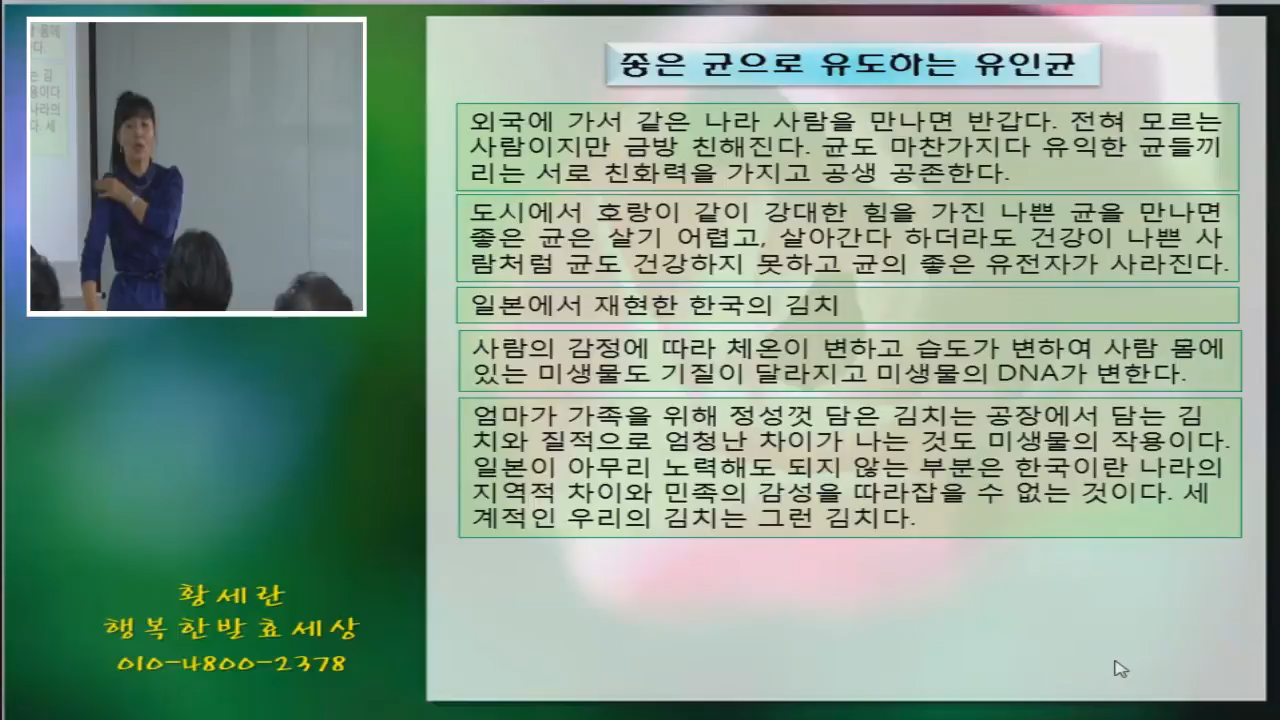 좋은 균으로 유도하는 유인균
외국에 가서 같은 나라 사람을 만나면 반갑다. 전혀 모르는
사람이지만 금방 친해진다. 균도 마찬가지다 유익한 균들끼
리는 서로 친화력을 가지고 공생 공존한다.
도시에서 호랑이 같이 강대한 힘을 가진 나쁜 균을 만나면
좋은 균은 살기 어렵고, 살아간다 하더라도 건강이 나쁜 사
람처럼 균도 건강하지 못하고 균의 좋은 유전자가 사라진다.
일본에서 재현한 한국의 김치
사람의 감정에 따라 체온이 변하고 습도가 변하여 사람 몸에
있는 미생물도 기질이 달라지고 미생물의 DNA가 변한다.
엄마가 가족을 위해 정성껏 담은 김치는 공장에서 담는 김
치와 질적으로 엄청난 차이가 나는 것도 미생물의 작용이다.
일본이 아무리 노력해도 되지 않는 부분은 한국이란 나라의
지역적 차이와 민족의 감성을 따라잡을 수 없는 것이다. 세
계적인 우리의 김치는 그런 김치다.
몸에
다.
는 김
용이다
나라의
다. 세
황세란
행복한발효세상
010-4800-2378